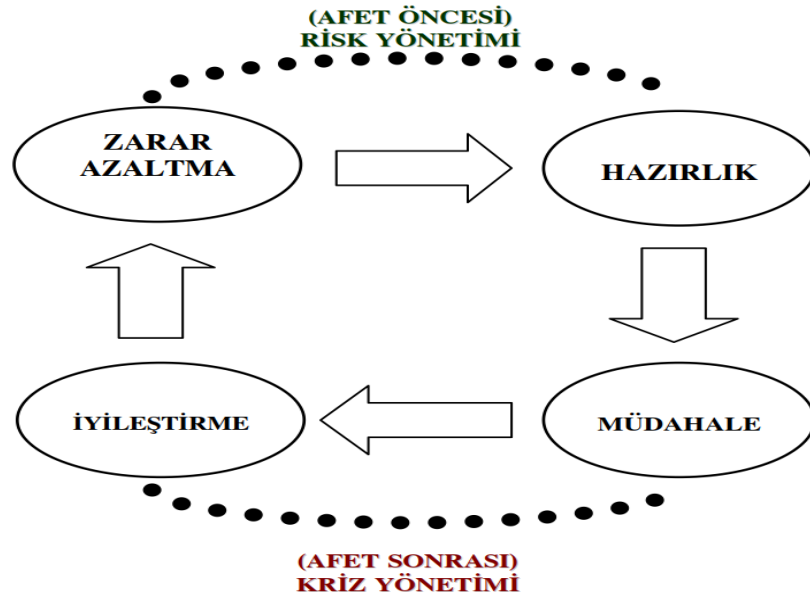 (AFET ÖNCESİ)
RİSK YÖNETİMİ
ZARAR
AZALTMA
HAZIRLIK
İYİLEŞTİRME
MÜDAHALE
(AFET SONRASI)
KRİZ YÖNETİMİ